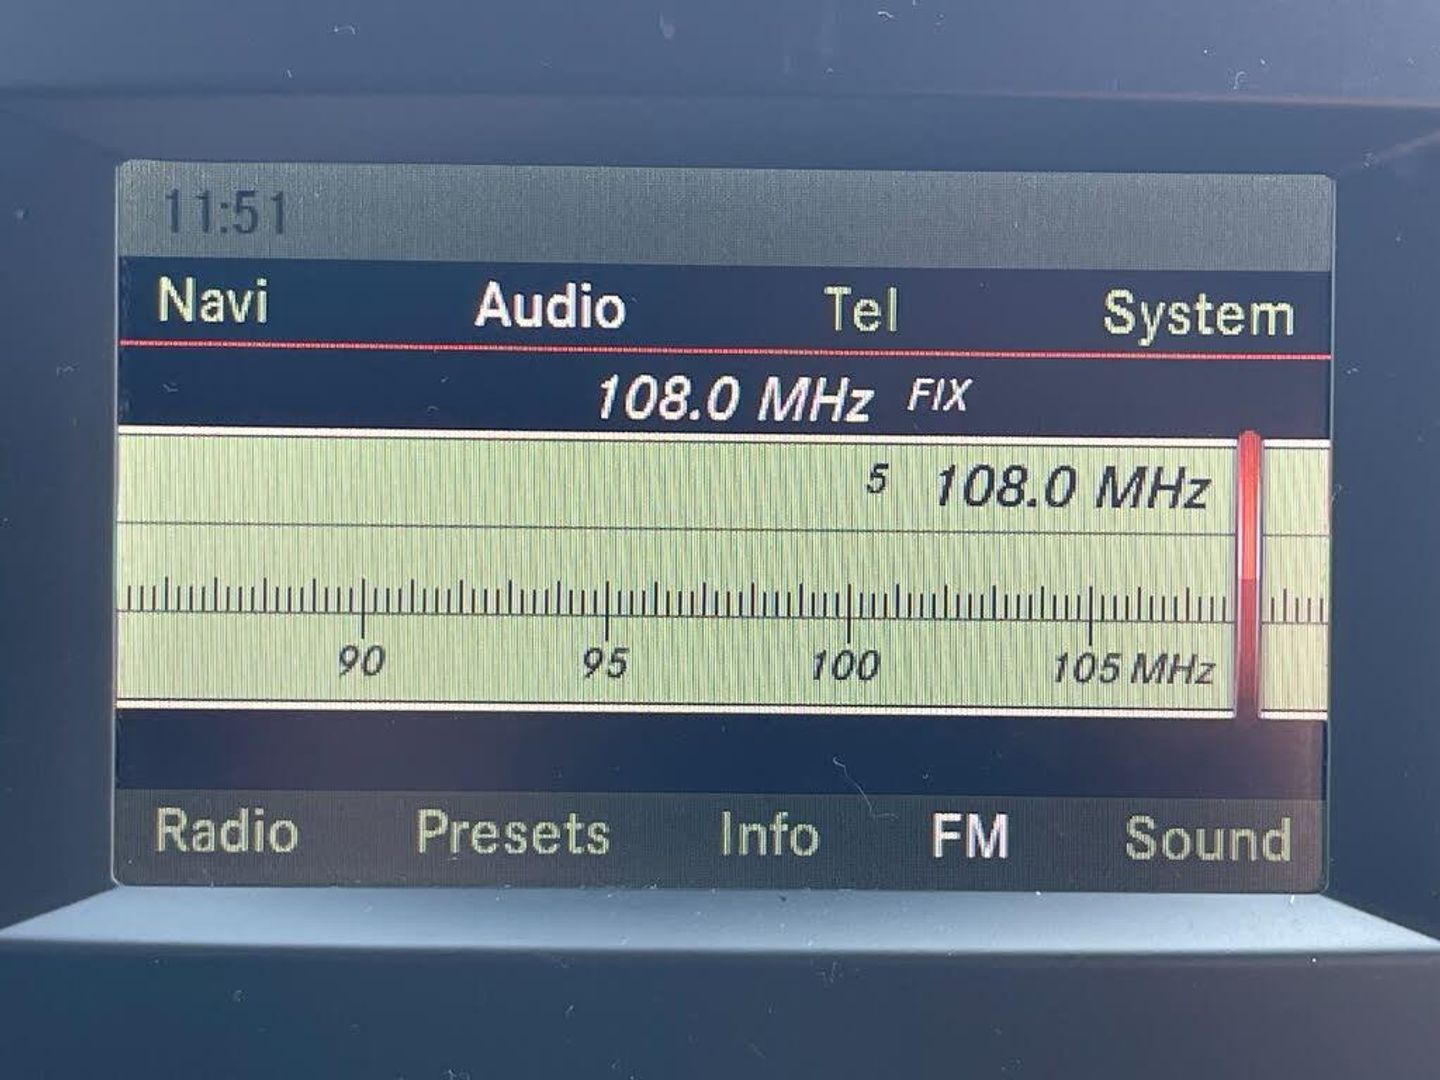 11:51
Navi Audio Tel System
108.0 MHz FIX
5 108.0 MHz
90 95 100 105 MHz
Radio Presets Info FM Sound